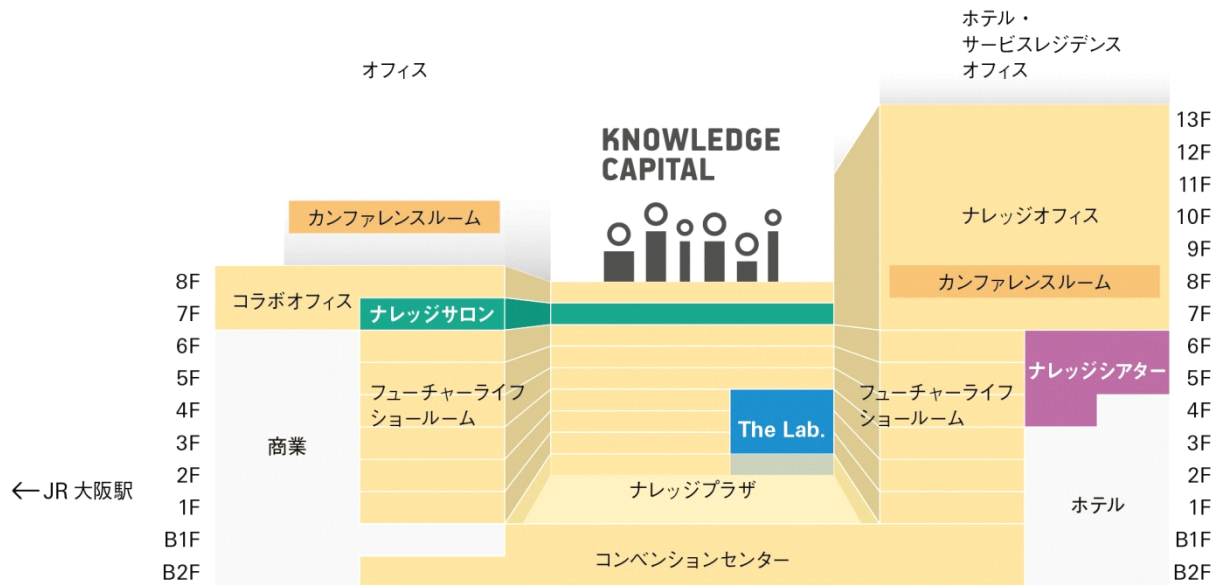 オフィス
ホテル・
サービスレジデンス
オフィス
KNOWLEDGE
CAPITAL
カンファレンスルーム
コラボオフィス
ナレッジサロン
フューチャーライフ
ショールーム
商業
The Lab.
ナレッジプラザ
コンベンションセンター
ナレッジオフィス
カンファレンスルーム
ナレッジシアター
フューチャーライフ
ショールーム
ホテル
←JR 大阪駅
8F
7F
6F
5F
4F
3F
2F
1F
B1F
B2F
13F
12F
11F
10F
9F
8F
7F
6F
5F
4F
3F
2F
1F
B1F
B2F